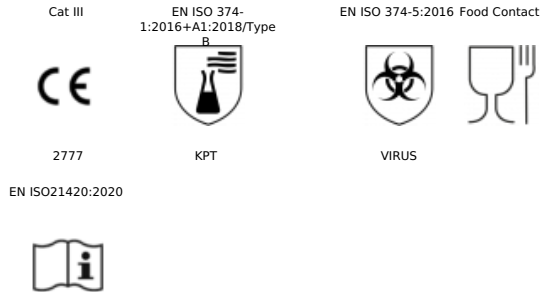 Cat III
EN ISO 374-
1:2016+A1:2018/Type
B
EN ISO 374-5:2016
Food Contact
CE
2777
KPT
VIRUS
EN ISO21420:2020
i